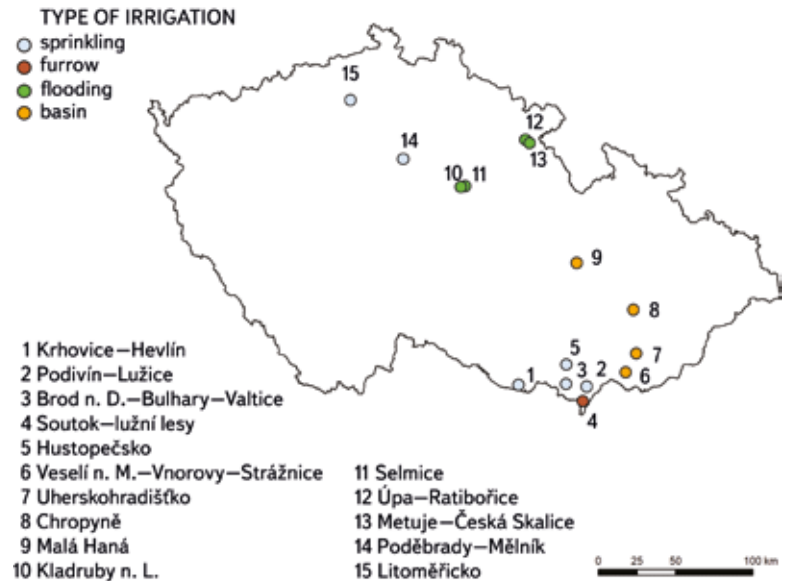 TYPE OF IRRIGATION
sprinkling
furrow
flooding
basin
15
14
12
13
10 11
9
8
7
6
5
3 2
1
4
1 Krhovice–Hevlín
2 Podivín–Lužice
3 Brod n. D.–Bulhary–Valtice
4 Soutok–lužní lesy
5 Hustopečsko
6 Veselí n. M.–Vnorovy–Strážnice
7 Uherskohradišťko
8 Chropyně
9 Malá Haná
10 Kladruby n. L.
11 Selmice
12 Úpa–Ratibořice
13 Metuje–Česká Skalice
14 Poděbrady–Mělník
15 Litoměřicko
0 25 50 100 km